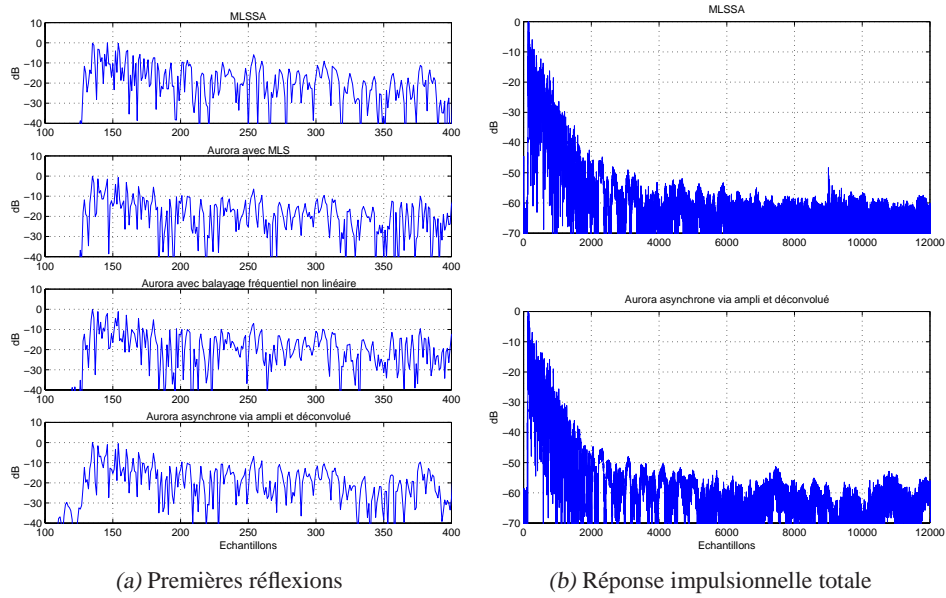 MLSSA
10
0
−10
−20
−30
−40
dB
100 150 200 250 300 350 400
Aurora avec MLS
10
0
−10
−20
−30
−40
dB
100 150 200 250 300 350 400
Aurora avec balayage fréquentiel non linéaire
10
0
−10
−20
−30
−40
dB
100 150 200 250 300 350 400
Aurora asynchrone via ampli et déconvolué
10
0
−10
−20
−30
−40
dB
100 150 200 250 300 350 400
Echantillons
(a) Premières réflexions
MLSSA
0
−10
−20
−30
−40
−50
−60
−70
dB
0 2000 4000 6000 8000 10000 12000
Aurora asynchrone via ampli et déconvolué
0
−10
−20
−30
−40
−50
−60
−70
dB
0 2000 4000 6000 8000 10000 12000
Echantillons
(b) Réponse impulsionnelle totale